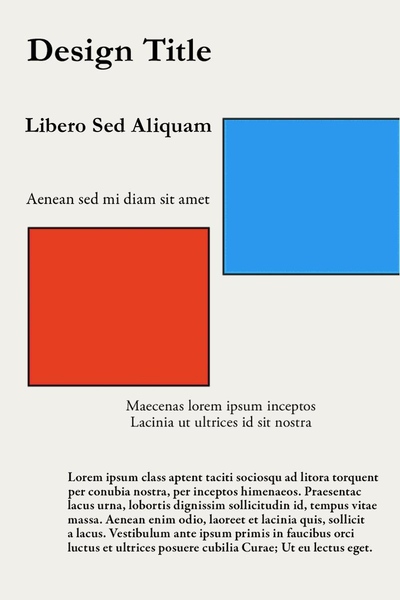 Design Title
Libero Sed Aliquam
Aenean sed mi diam sit amet
Maecenas lorem ipsum inceptos
Lacinia ut ultrices id sit nostra
Lorem ipsum class aptent taciti sociosqu ad litora torquent
per conubia nostra, per inceptos himenaeos. Praesentac
lacus urna, lobortis dignissim sollicitudin id, tempus vitae
massa. Aenean enim odio, laoreet et lacinia quis, sollicit
a lacus. Vestibulum ante ipsum primis in faucibus orci
luctus et ultrices posuere cubilia Curae; Ut eu lectus eget.